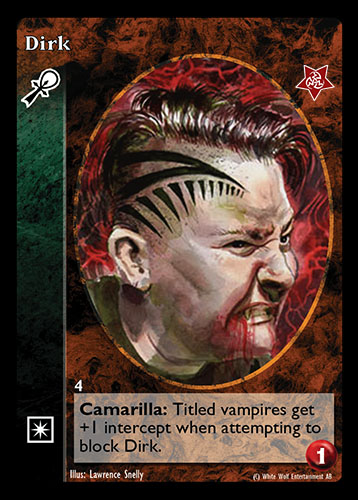 Dirk
4
Camarilla: Titled vampires get
+1 intercept when attempting to
block Dirk.
1
Illus: Lawrence Snelly
(C) White Wolf Entertainment AB